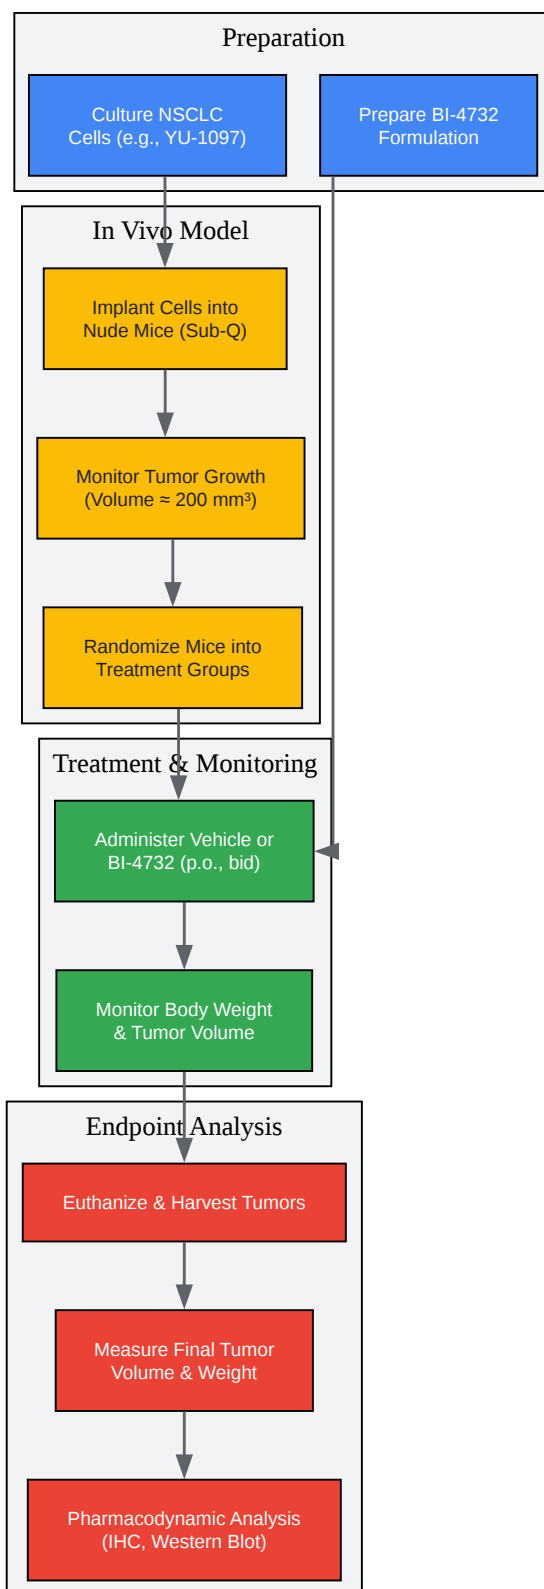 Preparation
Culture NSCLC
Cells (e.g., YU-1097)
Prepare BI-4732
Formulation
In Vivo Model
Implant Cells into
Nude Mice (Sub-Q)
Monitor Tumor Growth
(Volume ≈ 200 mm³)
Randomize Mice into
Treatment Groups
Treatment & Monitoring
Administer Vehicle or
BI-4732 (p.o., bid)
Monitor Body Weight
& Tumor Volume
Endpoint Analysis
Euthanize & Harvest Tumors
Measure Final Tumor
Volume & Weight
Pharmacodynamic Analysis
(IHC, Western Blot)